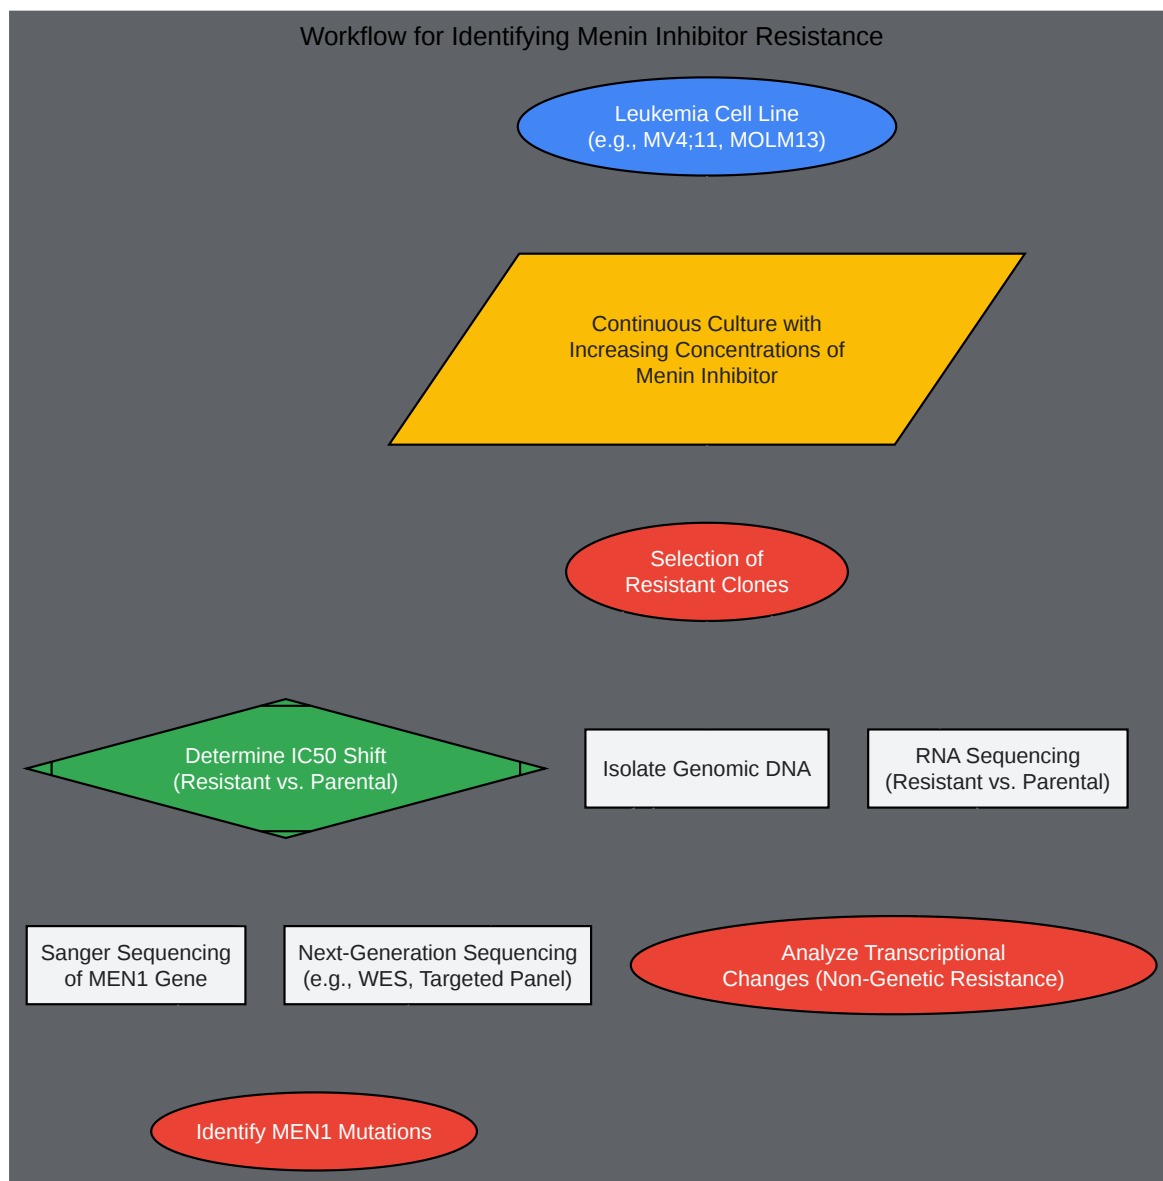 Workflow for Identifying Menin Inhibitor Resistance
Leukemia Cell Line
(e.g., MV4;11, MOLM13)
Continuous Culture with
Increasing Concentrations of
Menin Inhibitor
Selection of
Resistant Clones
Determine IC50 Shift
(Resistant vs. Parental)
Isolate Genomic DNA
RNA Sequencing
(Resistant vs. Parental)
Sanger Sequencing
of MEN1 Gene
Next-Generation Sequencing
(e.g., WES, Targeted Panel)
Analyze Transcriptional
Changes (Non-Genetic Resistance)
Identify MEN1 Mutations